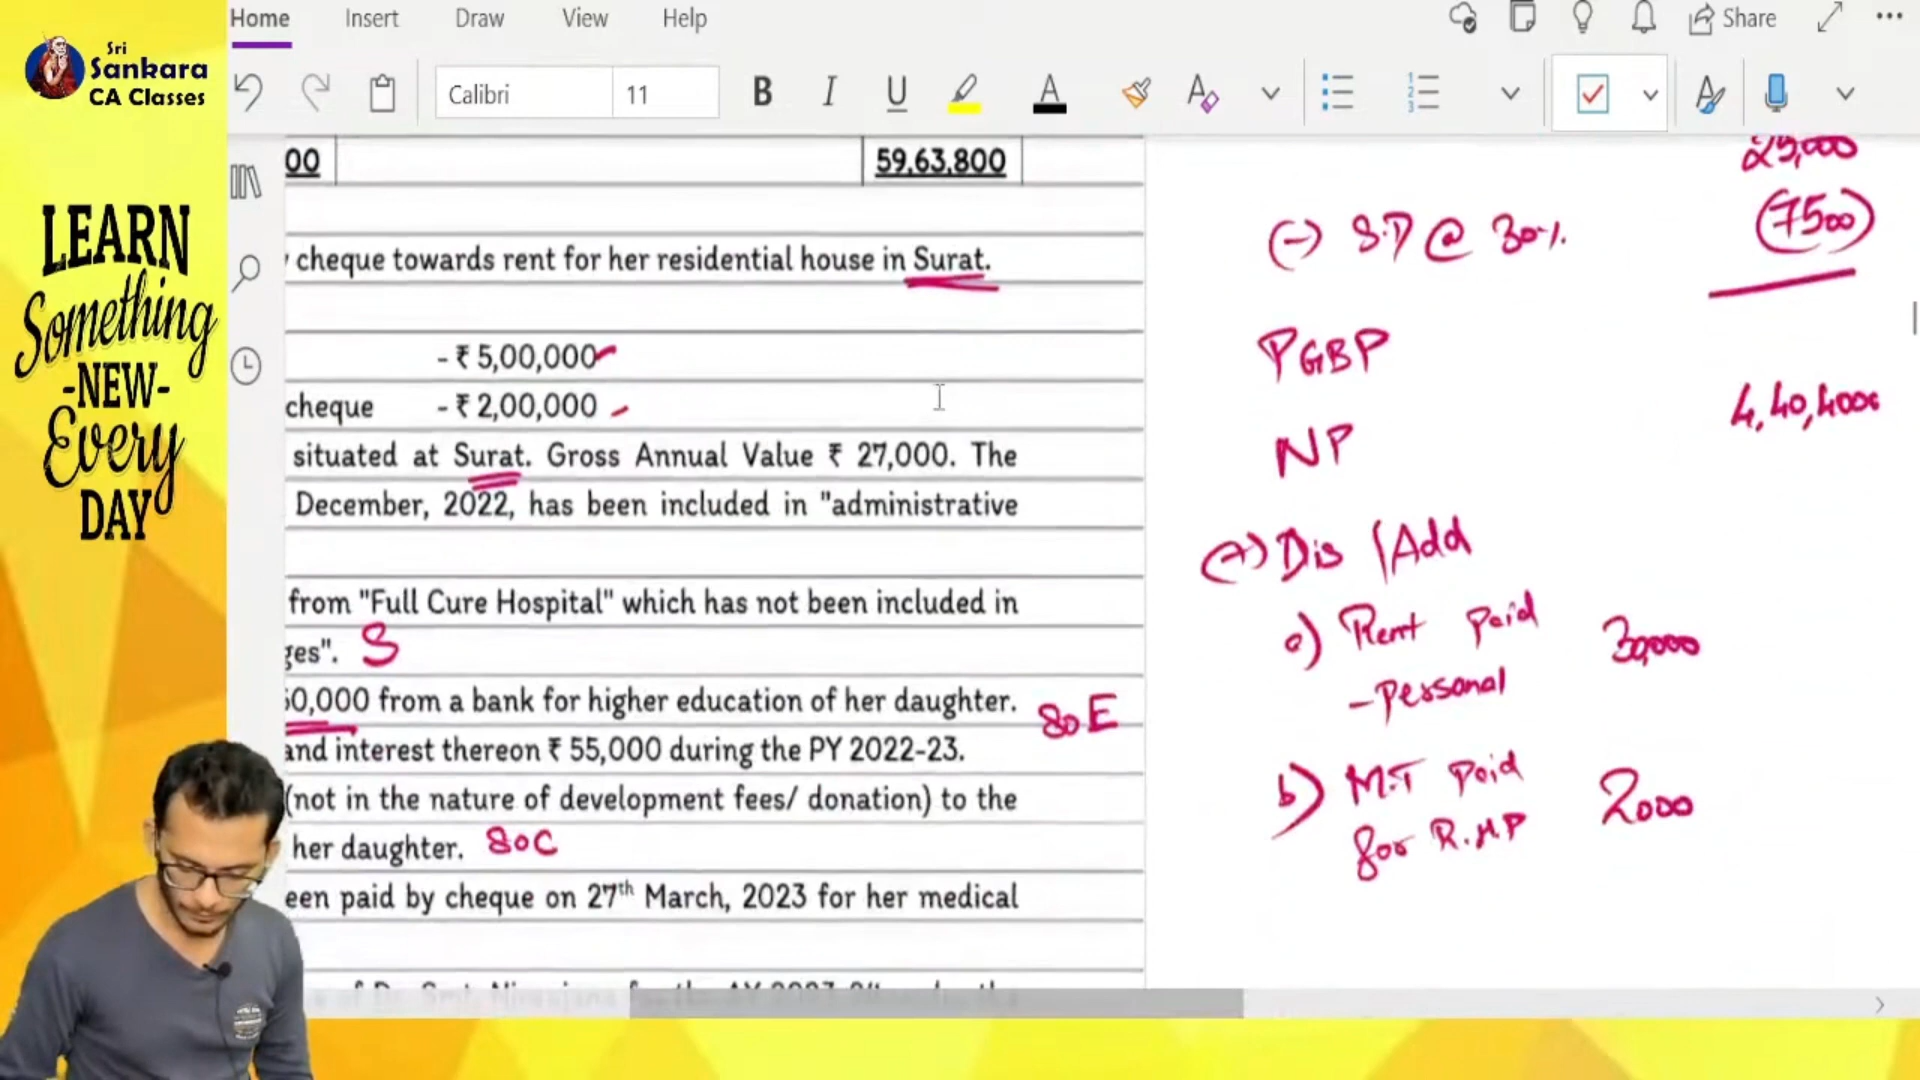 Home Insert Draw View Help Share
Sri
Sankara
CA Classes
Calibri 11 B I U A
LEARN
Something
-NEW-
Every
DAY
00 59,63,800
cheque towards rent for her residential house in Surat.
- ₹ 5,00,000
cheque - ₹ 2,00,000
situated at Surat. Gross Annual Value ₹ 27,000. The
December, 2022, has been included in "administrative
from "Full Cure Hospital" which has not been included in
ges". S
50,000 from a bank for higher education of her daughter. 80E
and interest thereon ₹ 55,000 during the PY 2022-23.
(not in the nature of development fees/ donation) to the
her daughter. 80C
een paid by cheque on 27th March, 2023 for her medical
25,000
(-) S.D @ 30%. (7500)
PGBP
NP 4,40,4000
(A) Dis / Add
a) Rent Paid 30,000
- Personal
b) M.T Paid 2000
for R.H.P